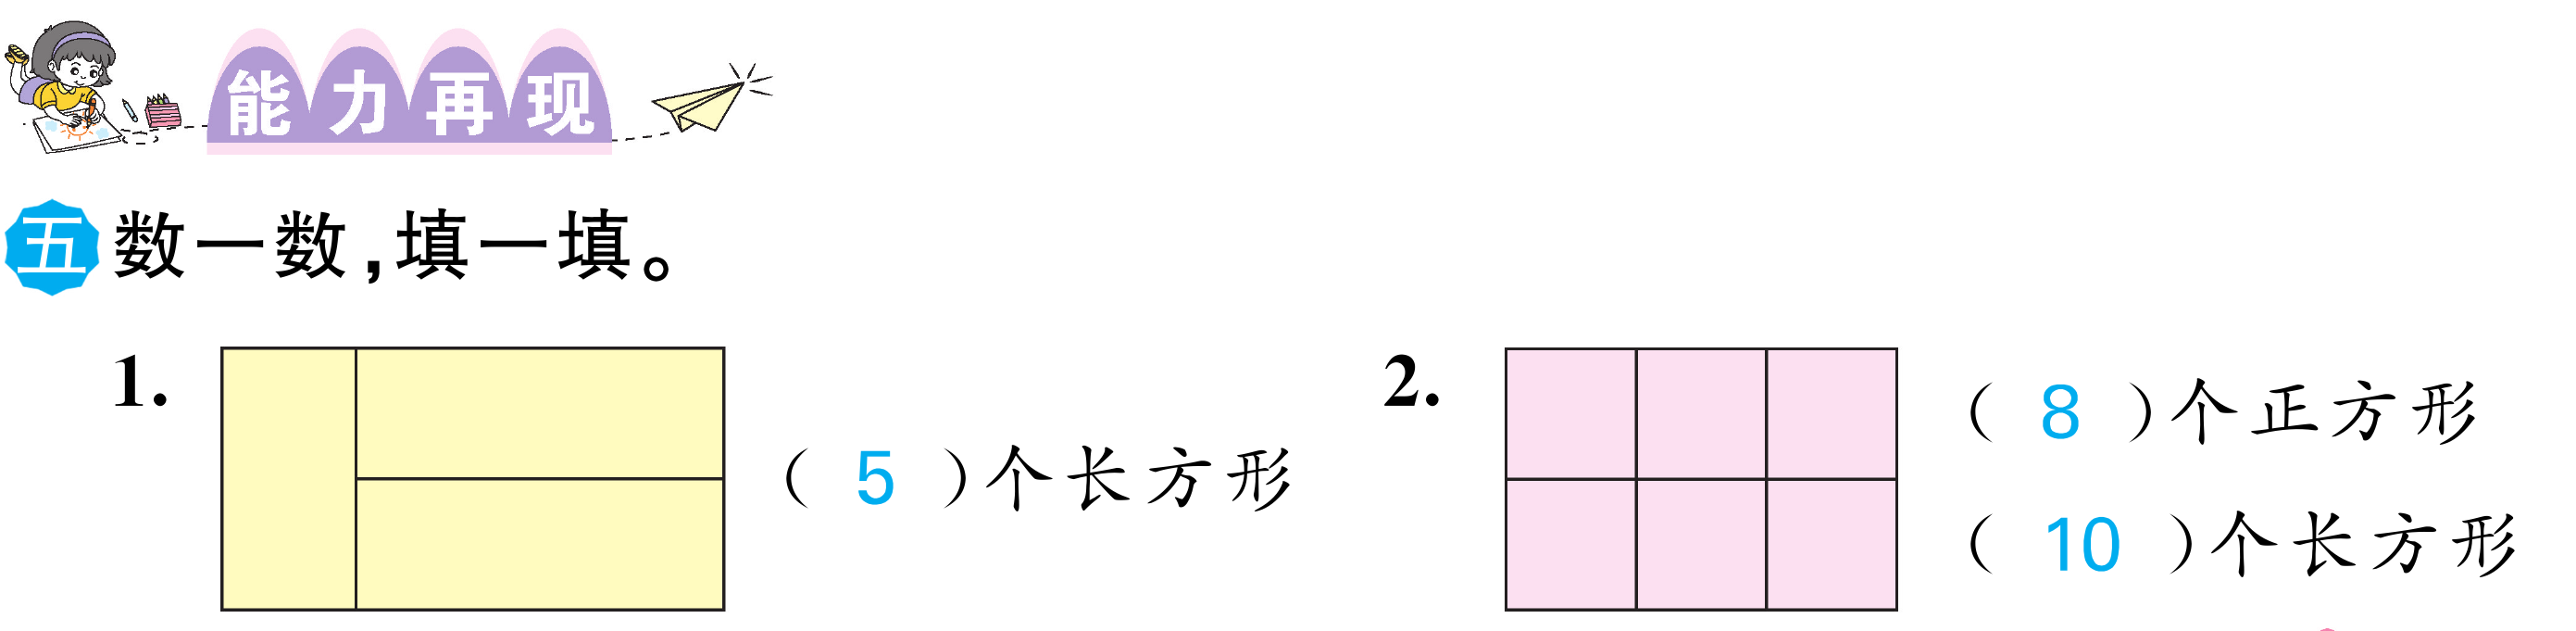 能力再现
五 数一数,填一填。
1. ( 5 )个长方形
2. ( 8 )个正方形
( 10 )个长方形